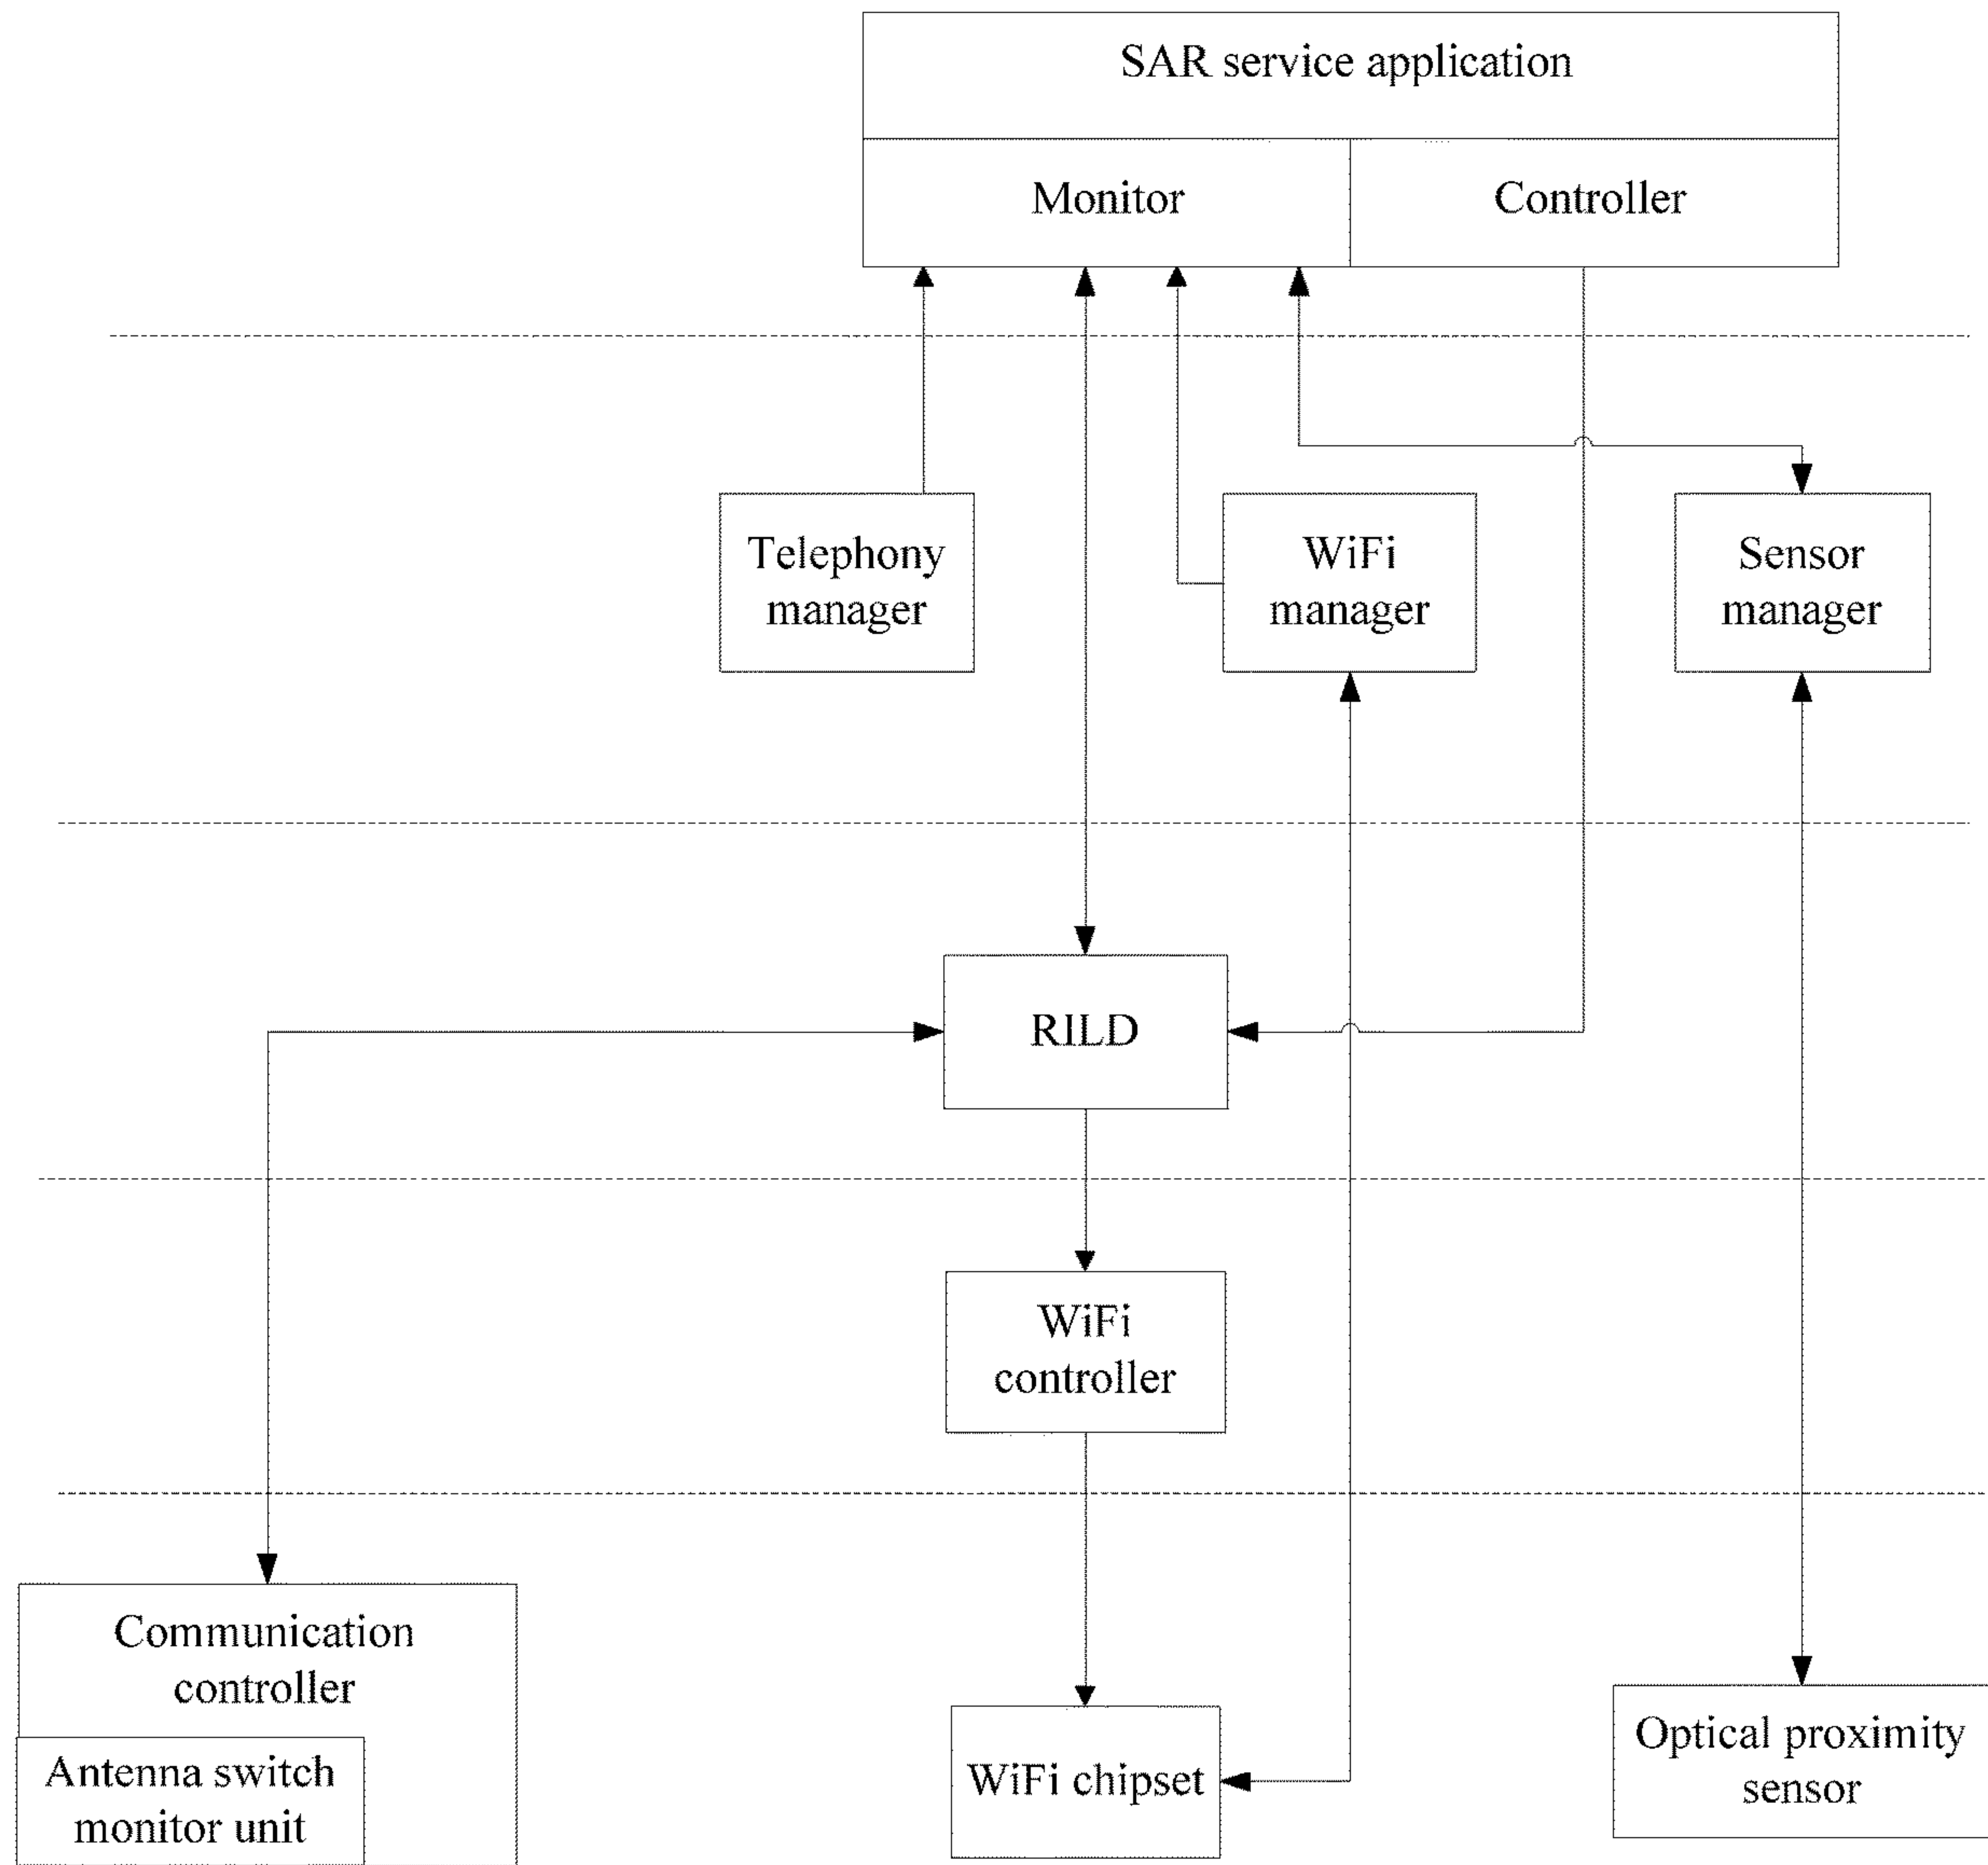 SAR service application
Monitor
Controller
Telephony
manager
WiFi
manager
Sensor
manager
RILD
WiFi
controller
Communication
controller
Antenna switch
monitor unit
WiFi chipset
Optical proximity
sensor